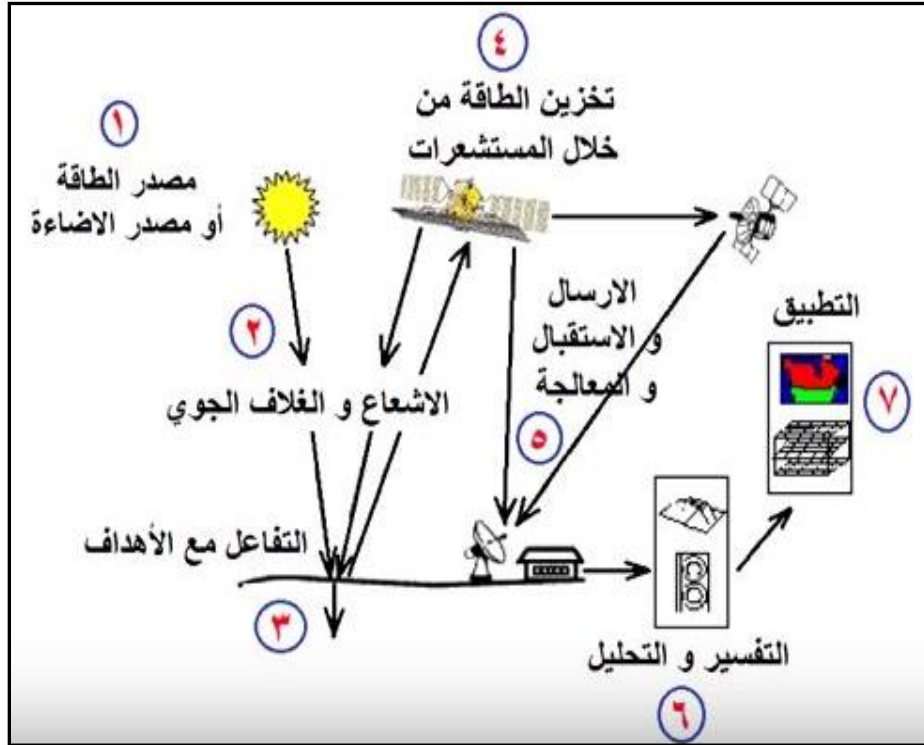 ١
مصدر الطاقة
أو مصدر الاضاءة
٢
الاشعاع و الغلاف الجوي
٣
التفاعل مع الأهداف
٤
تخزين الطاقة من
خلال المستشعرات
٥
الارسال
و الاستقبال
و المعالجة
٦
التفسير و التحليل
٧
التطبيق